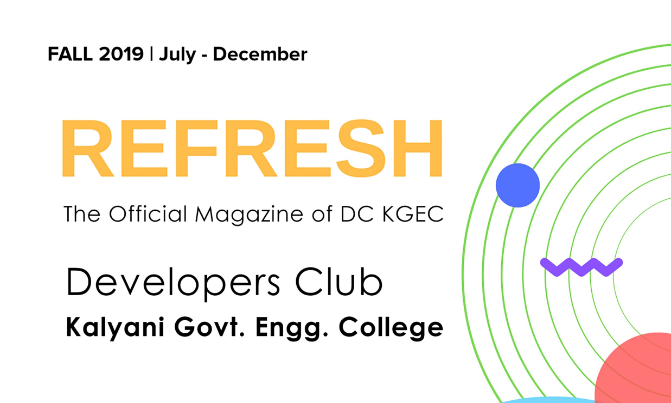 FALL 2019 | July - December
REFRESH
The Official Magazine of DC KGEC
Developers Club
Kalyani Govt. Engg. College